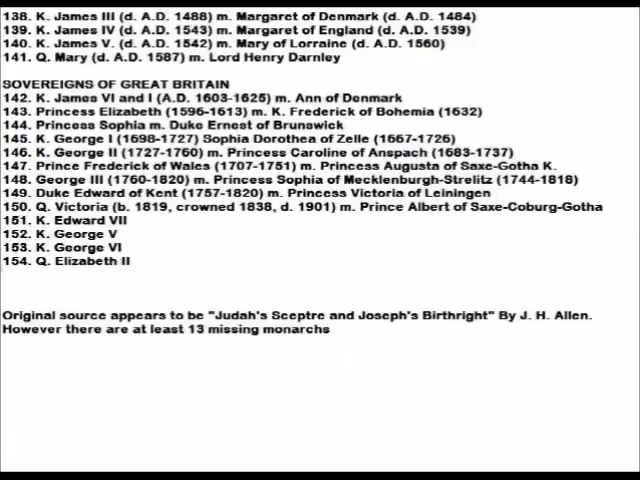 138. K. James III (d. A.D. 1488) m. Margaret of Denmark (d. A.D. 1484)
139. K. James IV (d. A.D. 1543) m. Margaret of England (d. A.D. 1539)
140. K. James V. (d. A.D. 1542) m. Mary of Lorraine (d. A.D. 1560)
141. Q. Mary (d. A.D. 1587) m. Lord Henry Darnley
SOVEREIGNS OF GREAT BRITAIN
142. K. James VI and I (A.D. 1603-1625) m. Ann of Denmark
143. Princess Elizabeth (1596-1613) m. K. Frederick of Bohemia (1632)
144. Princess Sophia m. Duke Ernest of Brunswick
145. K. George I (1698-1727) Sophia Dorothea of Zelle (1667-1726)
146. K. George II (1727-1760) m. Princess Caroline of Anspach (1683-1737)
147. Prince Frederick of Wales (1707-1751) m. Princess Augusta of Saxe-Gotha K.
148. George III (1760-1820) m. Princess Sophia of Mecklenburgh-Strelitz (1744-1818)
149. Duke Edward of Kent (1757-1820) m. Princess Victoria of Leiningen
150. Q. Victoria (b. 1819, crowned 1838, d. 1901) m. Prince Albert of Saxe-Coburg-Gotha
151. K. Edward VII
152. K. George V
153. K. George VI
154. Q. Elizabeth II
Original source appears to be "Judah's Sceptre and Joseph's Birthright" By J. H. Allen.
However there are at least 13 missing monarchs